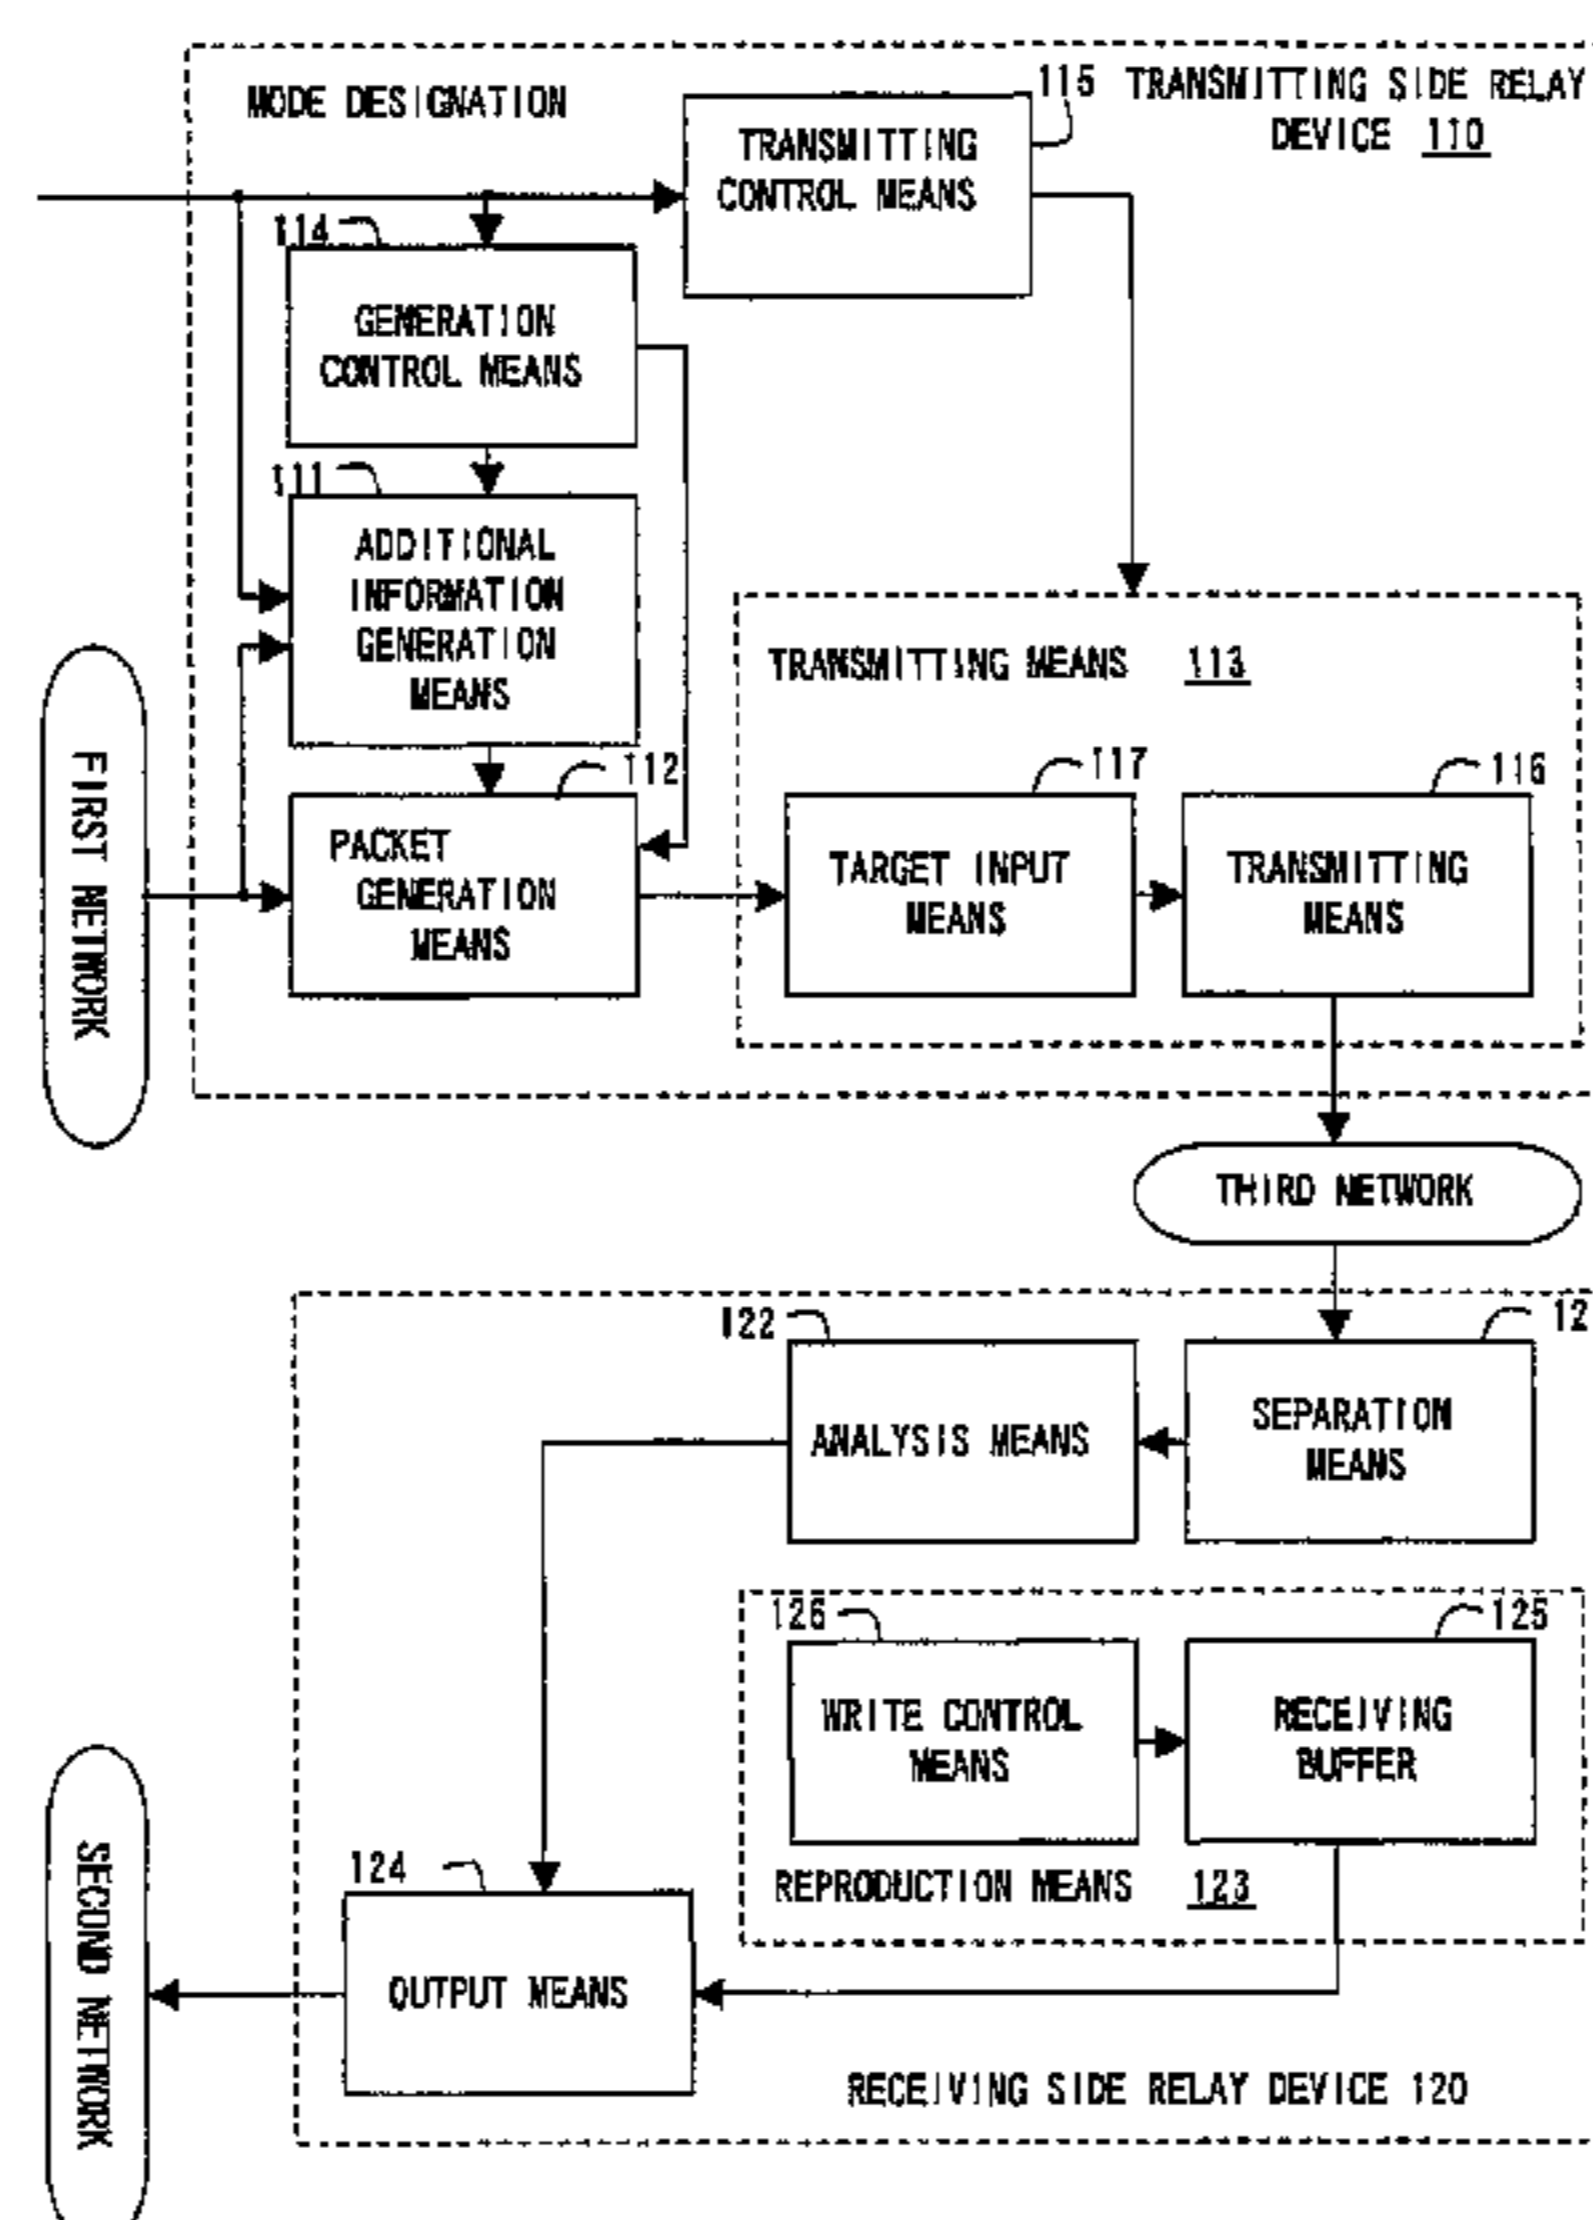 MODE DESIGNATION
115
TRANSMITTING SIDE RELAY
DEVICE 110
TRANSMITTING
CONTROL MEANS
114
GENERATION
CONTROL MEANS
111
ADDITIONAL
INFORMATION
GENERATION
MEANS
TRANSMITTING MEANS 113
FIRST NETWORK
112
PACKET
GENERATION
MEANS
117
TARGET INPUT
MEANS
116
TRANSMITTING
MEANS
THIRD NETWORK
122
ANALYSIS MEANS
12
SEPARATION
MEANS
126
WRITE CONTROL
MEANS
125
RECEIVING
BUFFER
REPRODUCTION MEANS 123
124
OUTPUT MEANS
SECOND NETWORK
RECEIVING SIDE RELAY DEVICE 120